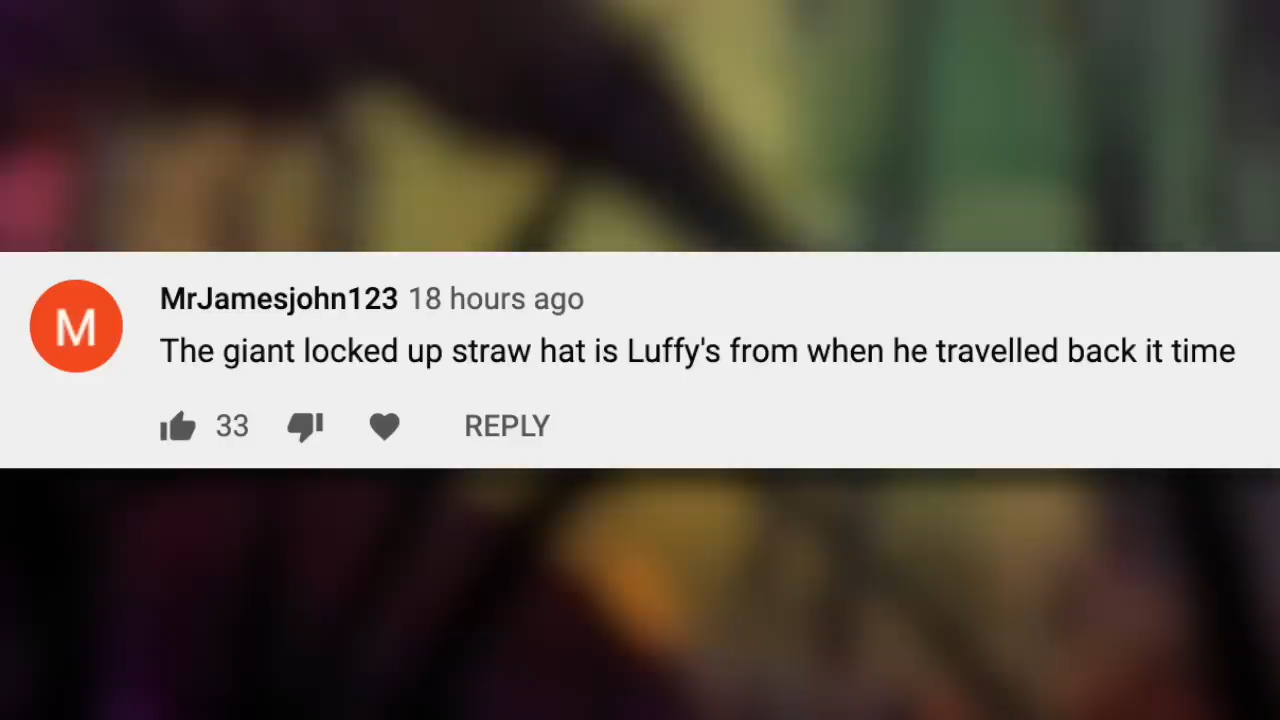 M
MrJamesjohn123 18 hours ago
The giant locked up straw hat is Luffy's from when he travelled back it time
33 REPLY